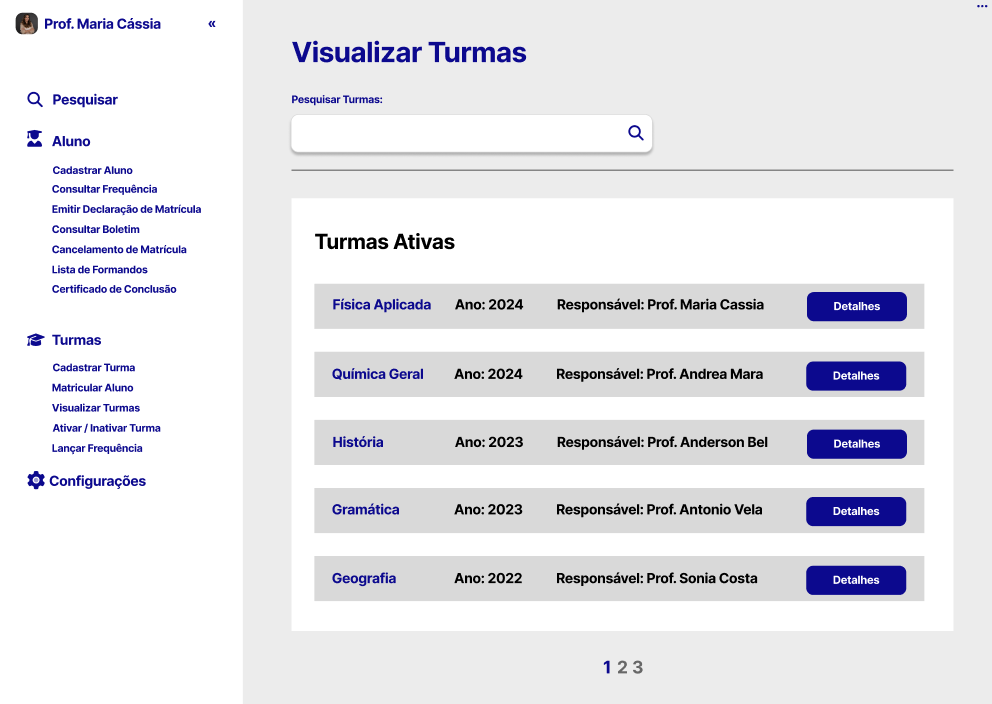 Prof. Maria Cássia «
Pesquisar
Aluno
Cadastrar Aluno
Consultar Frequência
Emitir Declaração de Matrícula
Consultar Boletim
Cancelamento de Matrícula
Lista de Formandos
Certificado de Conclusão
Turmas
Cadastrar Turma
Matricular Aluno
Visualizar Turmas
Ativar / Inativar Turma
Lançar Frequência
Configurações
Visualizar Turmas
Pesquisar Turmas:
Turmas Ativas
Física Aplicada Ano: 2024 Responsável: Prof. Maria Cassia Detalhes
Química Geral Ano: 2024 Responsável: Prof. Andrea Mara Detalhes
História Ano: 2023 Responsável: Prof. Anderson Bel Detalhes
Gramática Ano: 2023 Responsável: Prof. Antonio Vela Detalhes
Geografia Ano: 2022 Responsável: Prof. Sonia Costa Detalhes
1 2 3